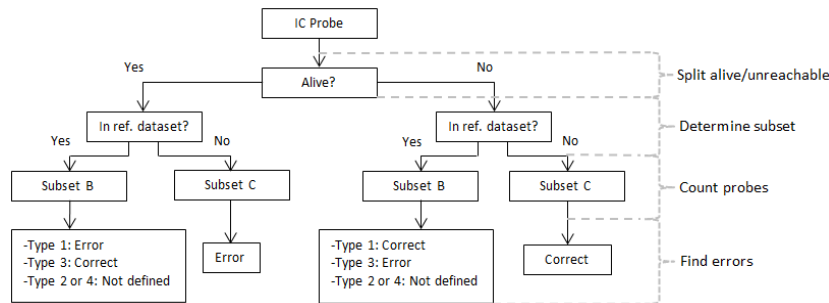 IC Probe
Yes
No
Alive?
Split alive/unreachable
In ref. dataset?
In ref. dataset?
Determine subset
Yes
No
Yes
No
Subset B
Subset C
Subset B
Subset C
Count probes
-Type 1: Error
-Type 3: Correct
-Type 2 or 4: Not defined
Error
-Type 1: Correct
-Type 3: Error
-Type 2 or 4: Not defined
Correct
Find errors